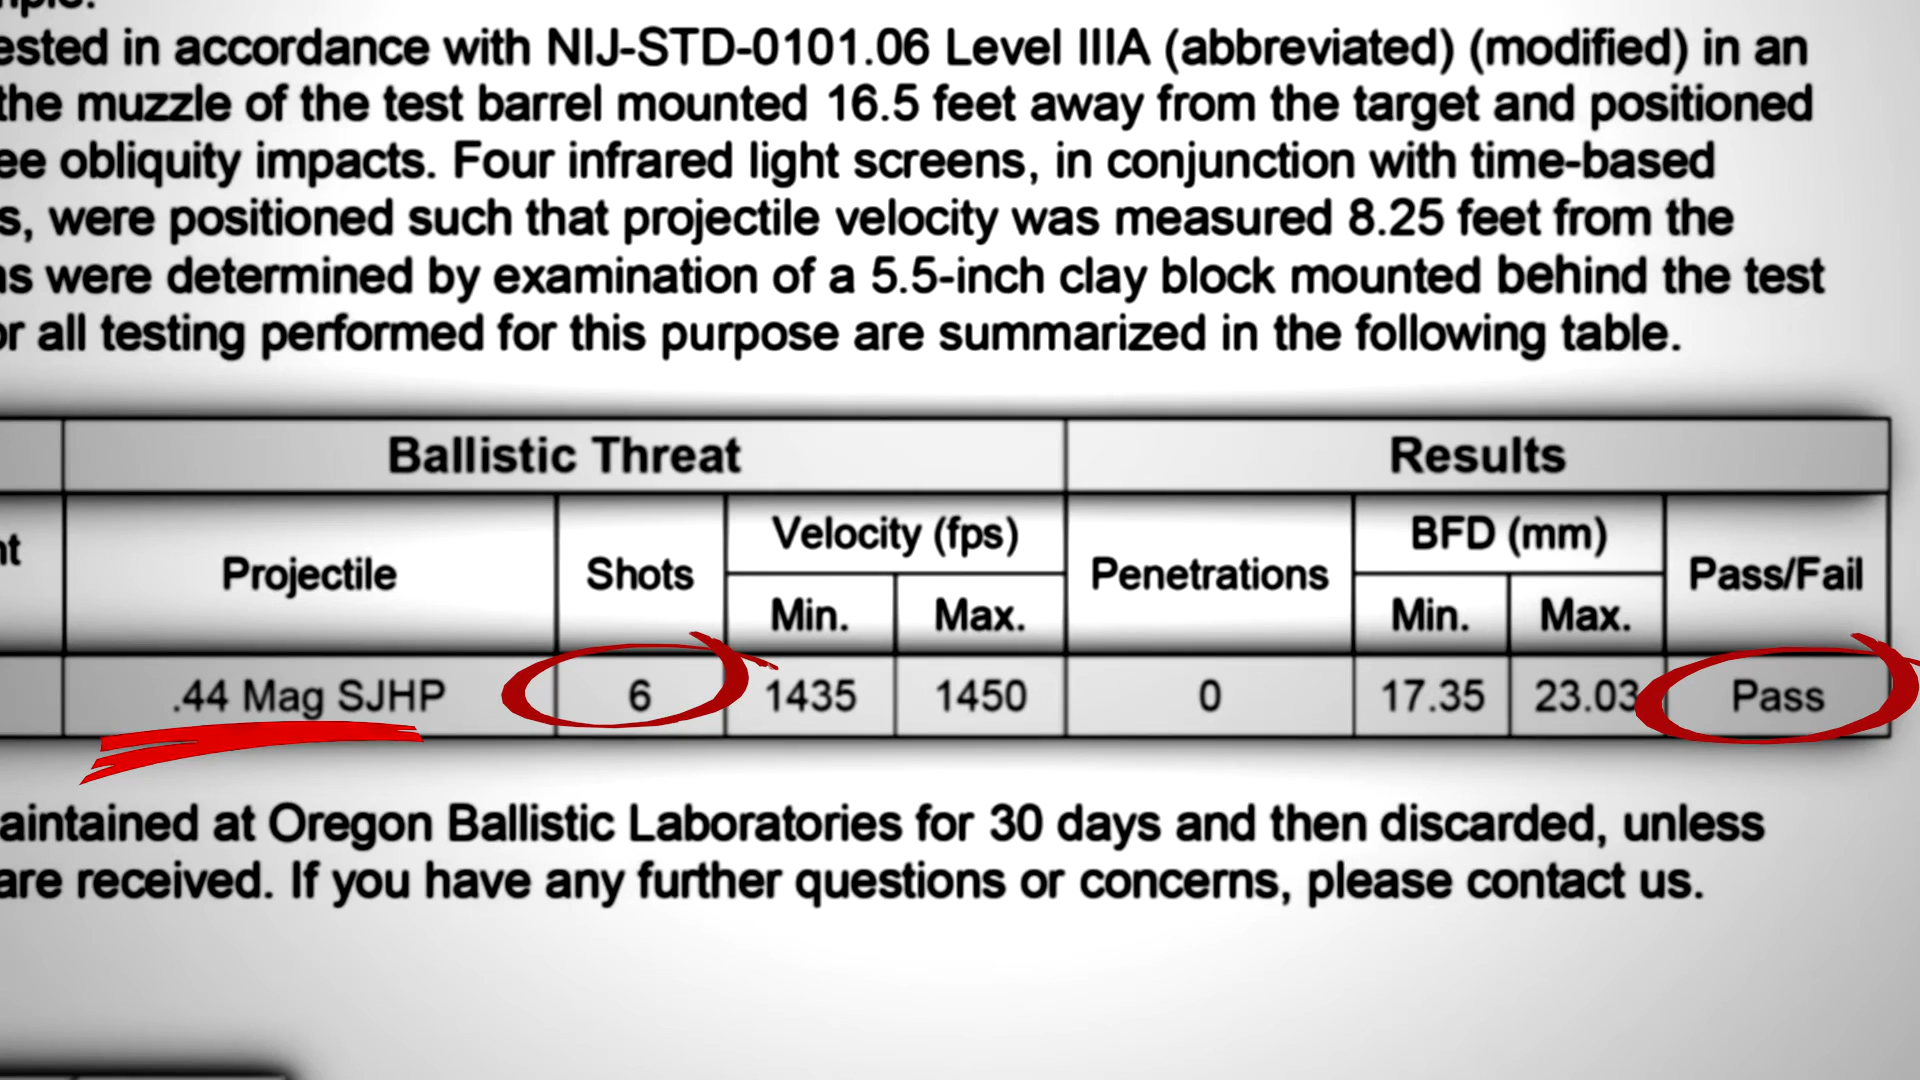 ested in accordance with NIJ-STD-0101.06 Level IIIA (abbreviated) (modified) in an
the muzzle of the test barrel mounted 16.5 feet away from the target and positioned
ee obliquity impacts. Four infrared light screens, in conjunction with time-based
s, were positioned such that projectile velocity was measured 8.25 feet from the
ns were determined by examination of a 5.5-inch clay block mounted behind the test
or all testing performed for this purpose are summarized in the following table.
Ballistic Threat Results
nt Projectile Shots Velocity (fps) Penetrations BFD (mm) Pass/Fail
Min. Max. Min. Max.
.44 Mag SJHP 6 1435 1450 0 17.35 23.03 Pass
aintained at Oregon Ballistic Laboratories for 30 days and then discarded, unless
are received. If you have any further questions or concerns, please contact us.